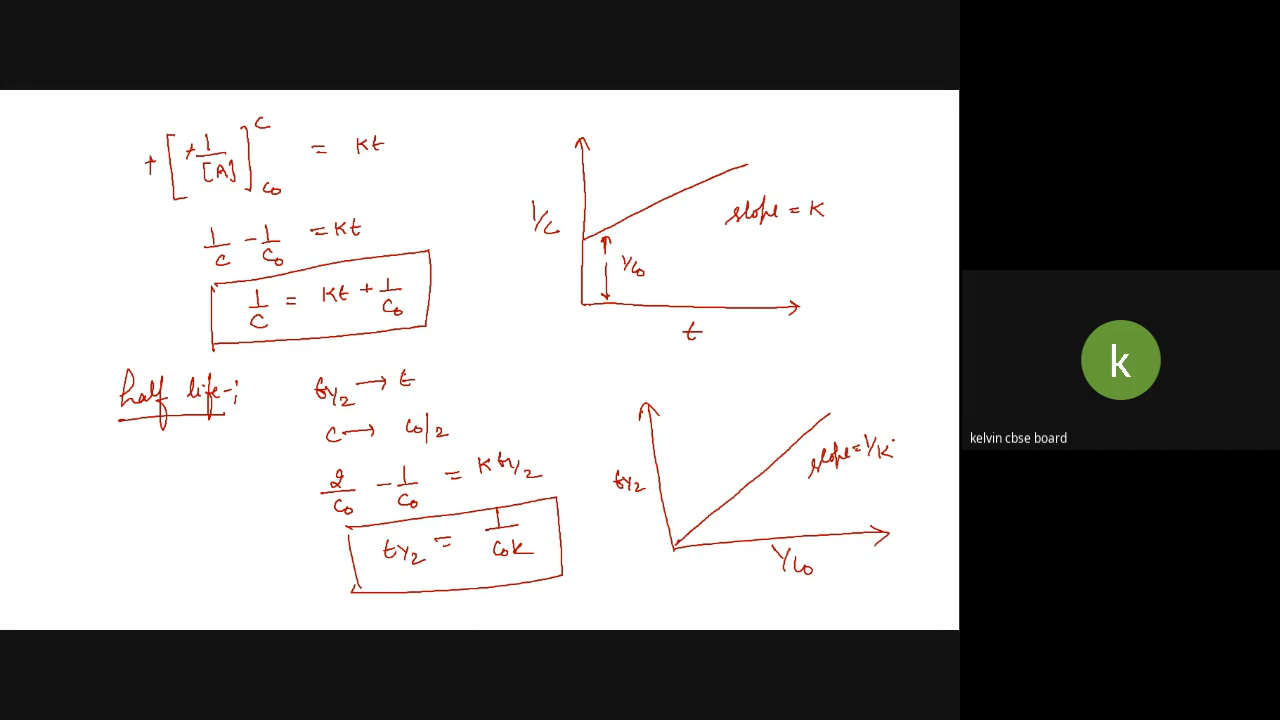 +[+1/[A]]_C₀^C = Kt
1/C - 1/C₀ = Kt
1/C = Kt + 1/C₀
1/C
1/C₀
slope = K
t
half life-:
t1/2 → t
C → C₀/2
2/C₀ - 1/C₀ = K t1/2
t1/2 = 1/C₀K
t1/2
slope = 1/K
1/C₀
k
kelvin cbse board